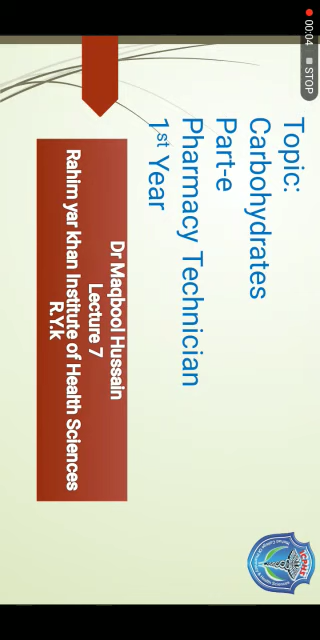 00:04 STOP
Topic:
Carbohydrates
Part-e
Pharmacy Technician
1st Year
Dr Maqbool Hussain
Lecture 7
Rahim yar khan Institute of Health Sciences
R.Y.k